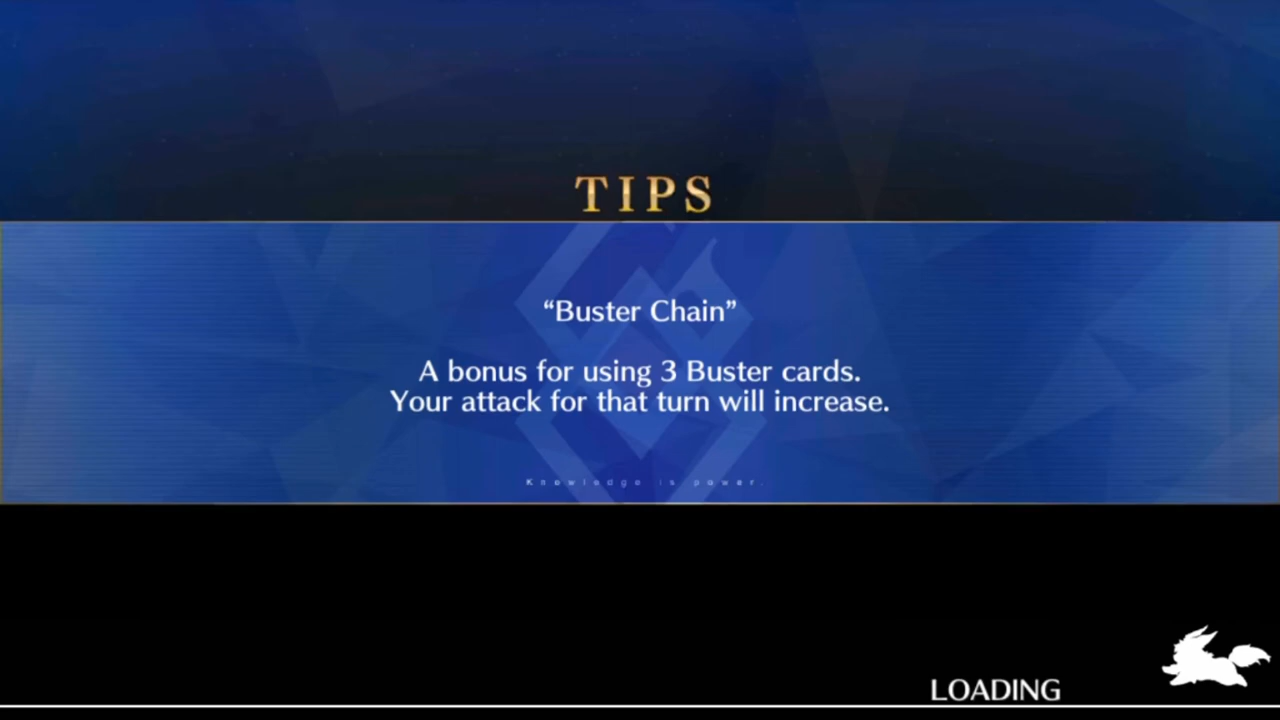 TIPS
“Buster Chain”
A bonus for using 3 Buster cards.
Your attack for that turn will increase.
Knowledge is power.
LOADING